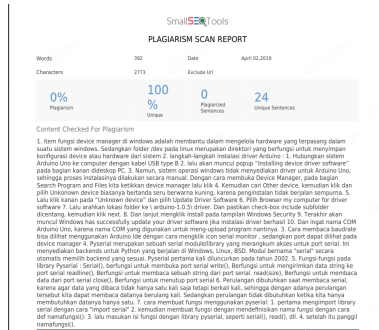 SmallSEOTools
PLAGIARISM SCAN REPORT
Words 392 Date April 02,2019
Characters 2773 Exclude Url
0% 100% 0 24
Plagiarism Unique Plagiarized Sentences Unique Sentences
Content Checked For Plagiarism
1. item fungsi device manager di windows adalah membantu dalam mengelola hardware yang terpasang dalam
suatu sistem windows. Sedangkan folder /dev pada linux merupakan direktori yang berfungsi untuk menyimpan
konfigurasi device atau hardware dari sistem 2. langkah-langkah instalasi driver Arduino : 1. Hubungkan sistem
Arduino Uno ke computer dengan kabel USB type B 2. lalu akan muncul popup "Installing device driver software"
pada bagian kanan dideskop PC. 3. Namun, sistem operasi windows tidak menyediakan driver untuk Arduino Uno,
sehingga proses instalasinya dilakukan secara manual. Dengan cara membuka Device Manager, pada bagian
Search Program and Files kita ketikkan device manager lalu klik 4. Kemudian cari Other device, kemudian klik dan
pilih Unknown device biasanya bertanda seru berwarna kuning, karena penginstalan tidak berjalan sempurna. 5.
Lalu klik kanan pada "Unknown device" dan pilih Update Driver Software 6. Pilih Browser my computer for driver
software 7. Lalu arahkan lokasi folder ke \ arduino-1.0.5\ driver. Dan pastikan check-box include subfolder
dicentang, kemudian klik next. 8. Dan lanjut mengklik Install pada tampilan Windows Security 9. Terakhir akan
muncul Windows has successfully update your driver software jika instalasi driver berhasil 10. Dan ingat nama COM
Arduino Uno, karena nama COM yang digunakan untuk meng-upload program nantinya. 3. Cara membaca baudrate
bisa dilihat menggunakan Arduino Ide dengan cara mengklik icon serial monitor , sedangkan port dapat dilihat pada
device manager 4. Pyserial merupakan sebuah serial module/library yang merangkum akses untuk port serial. Ini
menyediakan backends untuk Python yang berjalan di Windows, Linux, BSD. Modul bernama "serial" secara
otomatis memilih backend yang sesuai. Pyserial pertama kali diluncurkan pada tahun 2002. 5. Fungsi-fungsi pada
library Pyserial : Serial(), berfungsi untuk membuka port serial write(), Berfungsi untuk mengirimkan data string ke
port serial readline(), Berfungsi untuk membaca sebuah string dari port serial. read(size), Berfungsi untuk membaca
data dari port serial close(), Berfungsi untuk menutup port serial 6. Perulangan dibutuhkan saat membaca serial,
karena agar data yang dibaca tidak hanya satu kali saja tetapi berkali kali, sehingga dengan adanya perulangan
tersebut kita dapat membaca datanya berulang kali. Sedangkan perulangan tidak dibutuhkan ketika kita hanya
membutuhkan datanya hanya satu. 7. cara membuat fungsi menggunakan pyserial: 1. pertama mengimport library
serial dengan cara "import serial" 2. kemudian membuat fungsi dengan mendefinisikan nama fungsi dengan cara
def namafungsi(): 3. lalu masukan isi fungsi dengan library pyserial, seperti serial(), read(), dll. 4. setelah itu panggil
namafungsi().